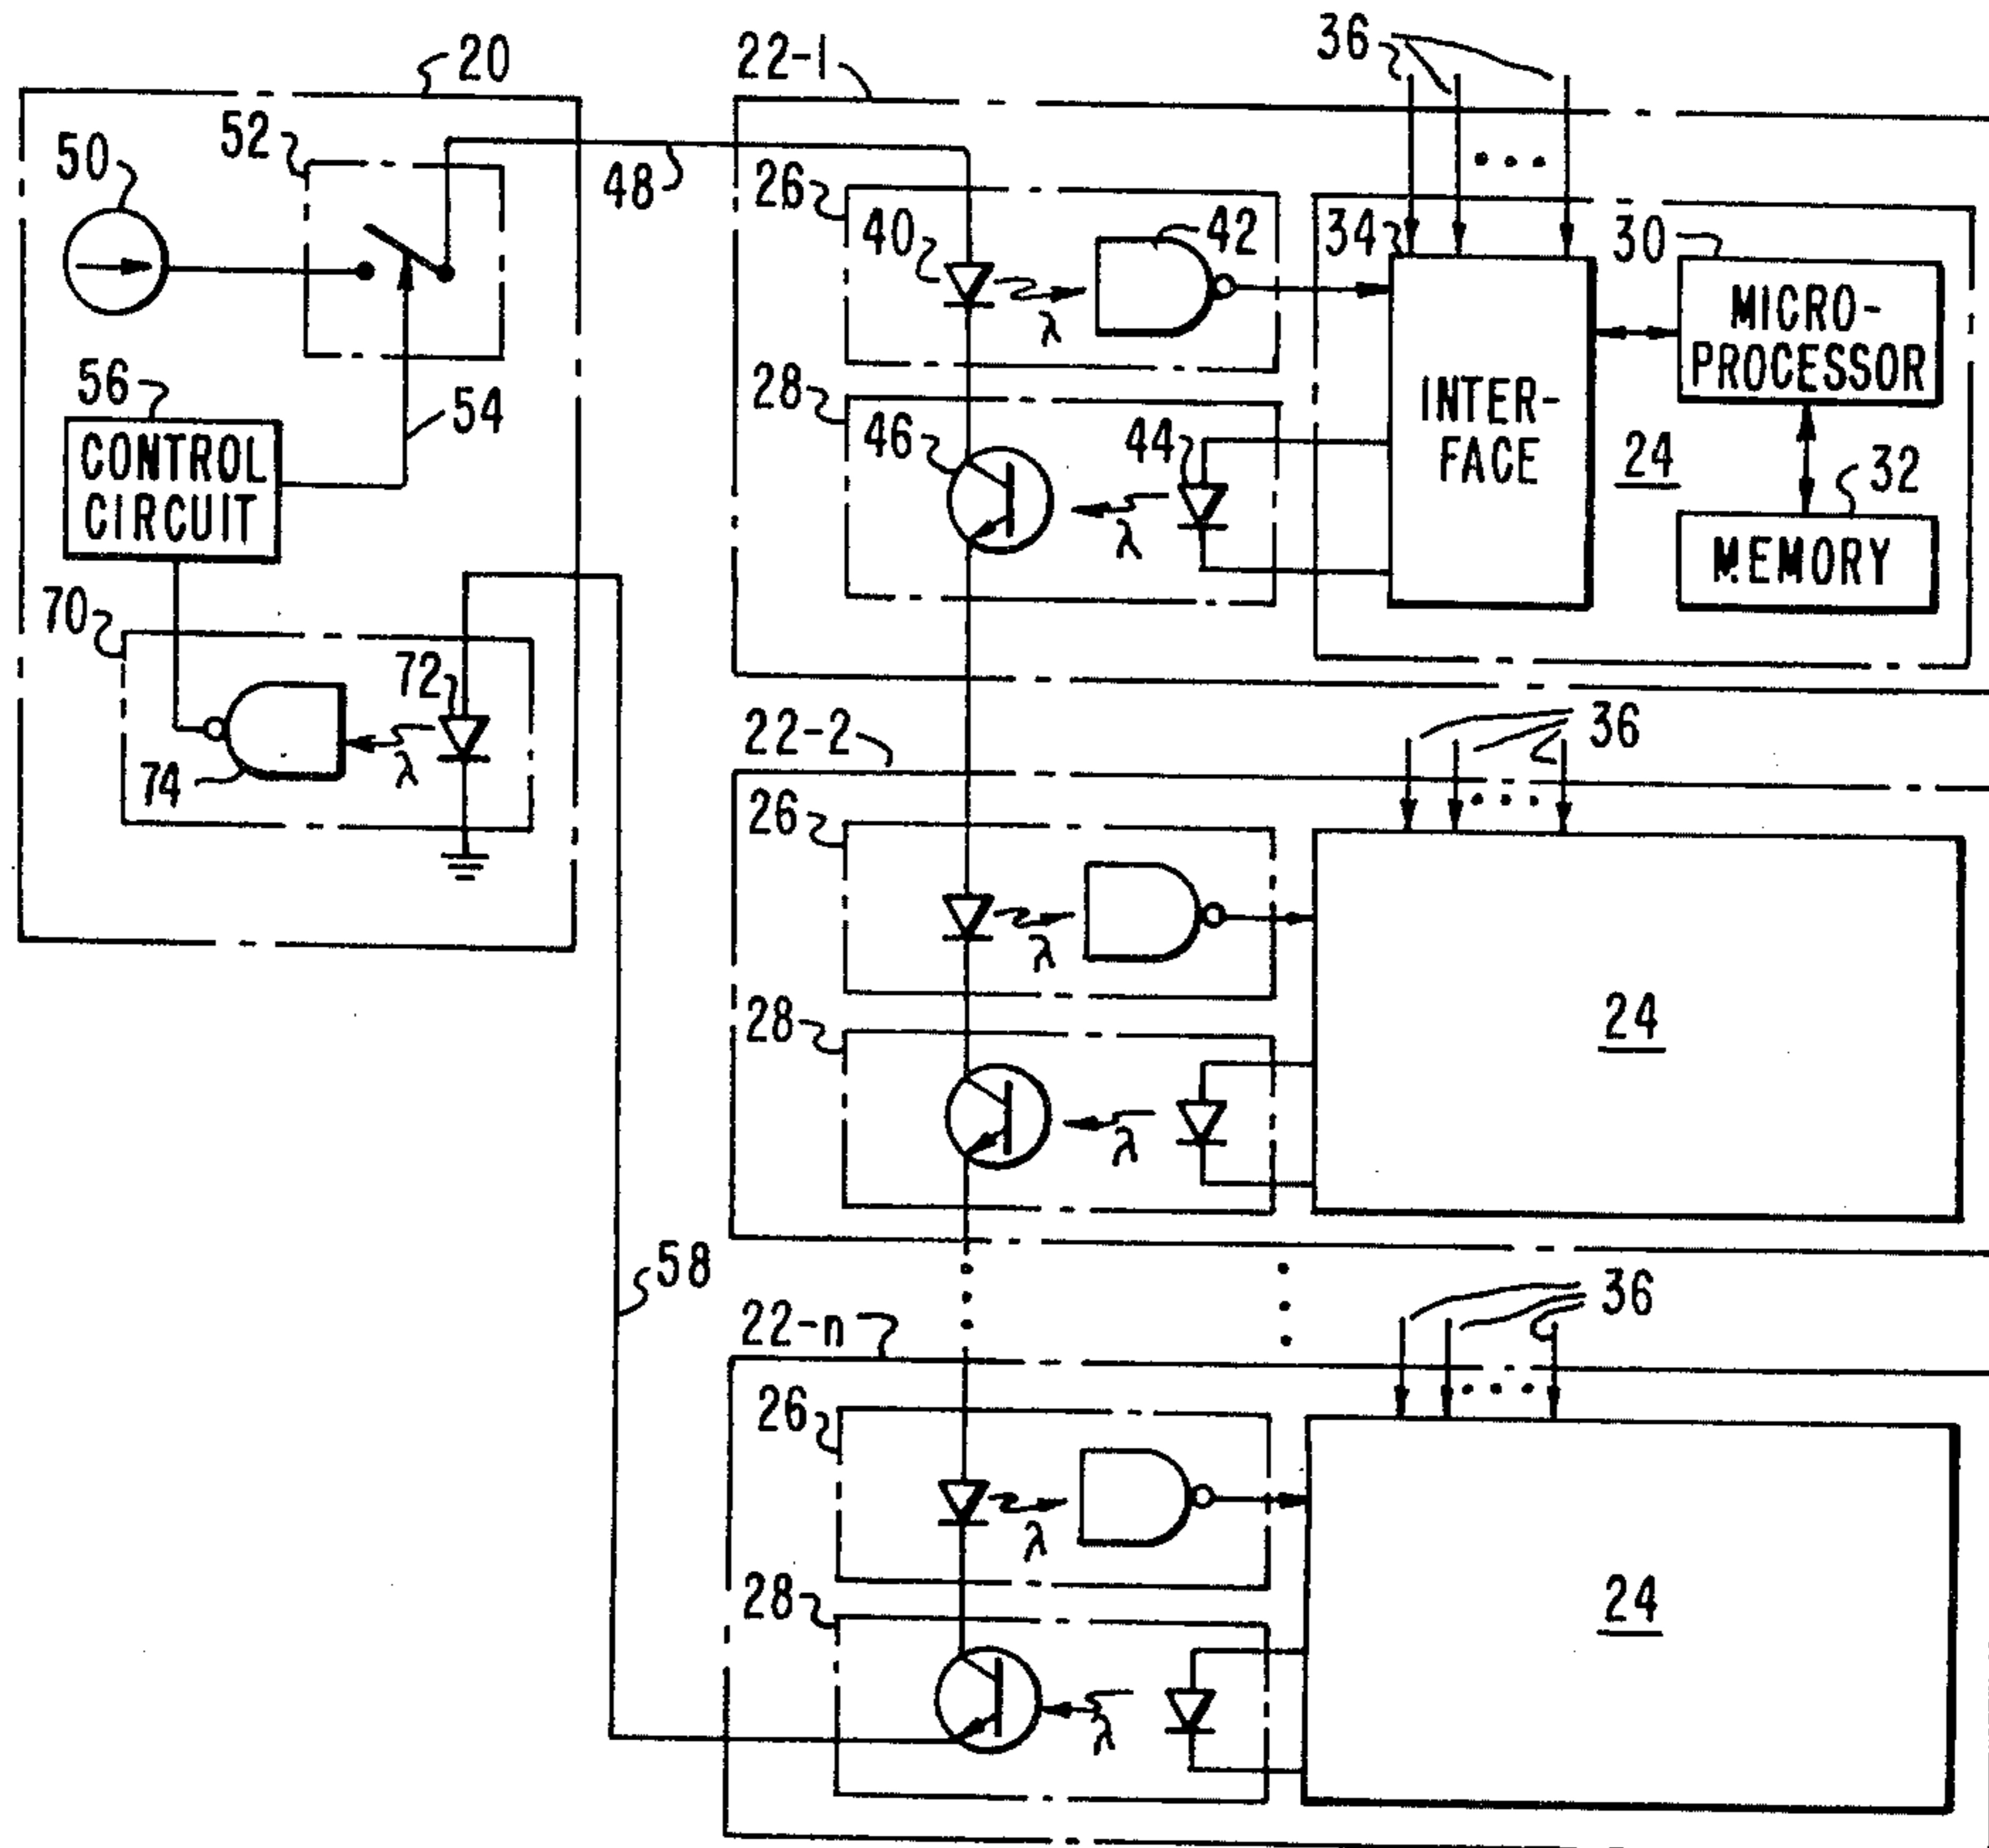 20
22-1
36
50
52
48
26
40
42
34
30
MICRO-
PROCESSOR
56
CONTROL
CIRCUIT
54
λ
28
46
44
λ
INTER-
FACE
24
32
MEMORY
70
72
74
λ
22-2
36
26
λ
24
28
λ
58
22-n
36
26
λ
24
28
λ